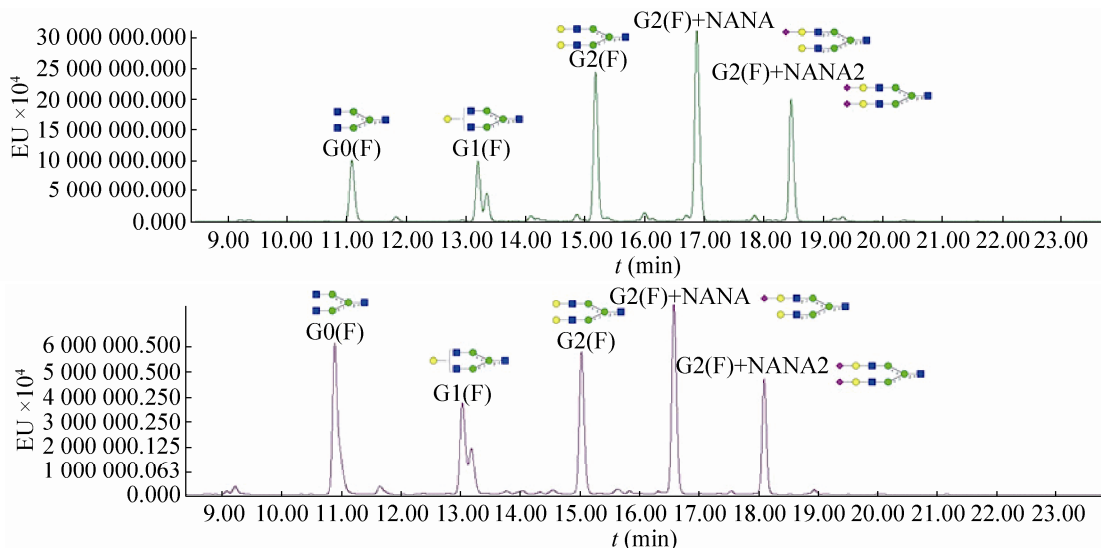 G2(F)+NANA
30 000 000.000
25 000 000.000
G2(F)
G2(F)+NANA2
20 000 000.000
15 000 000.000
G0(F)
G1(F)
10 000 000.000
5 000 000.000
0.000
EU ×10⁴
9.00 10.00 11.00 12.00 13.00 14.00 15.00 16.00 17.00 18.00 19.00 20.00 21.00 22.00 23.00
t (min)
G2(F)+NANA
G0(F)
G2(F)
6 000 000.500
G2(F)+NANA2
5 000 000.500
G1(F)
4 000 000.250
3 000 000.250
2 000 000.125
1 000 000.063
0.000
EU ×10⁴
9.00 10.00 11.00 12.00 13.00 14.00 15.00 16.00 17.00 18.00 19.00 20.00 21.00 22.00 23.00
t (min)